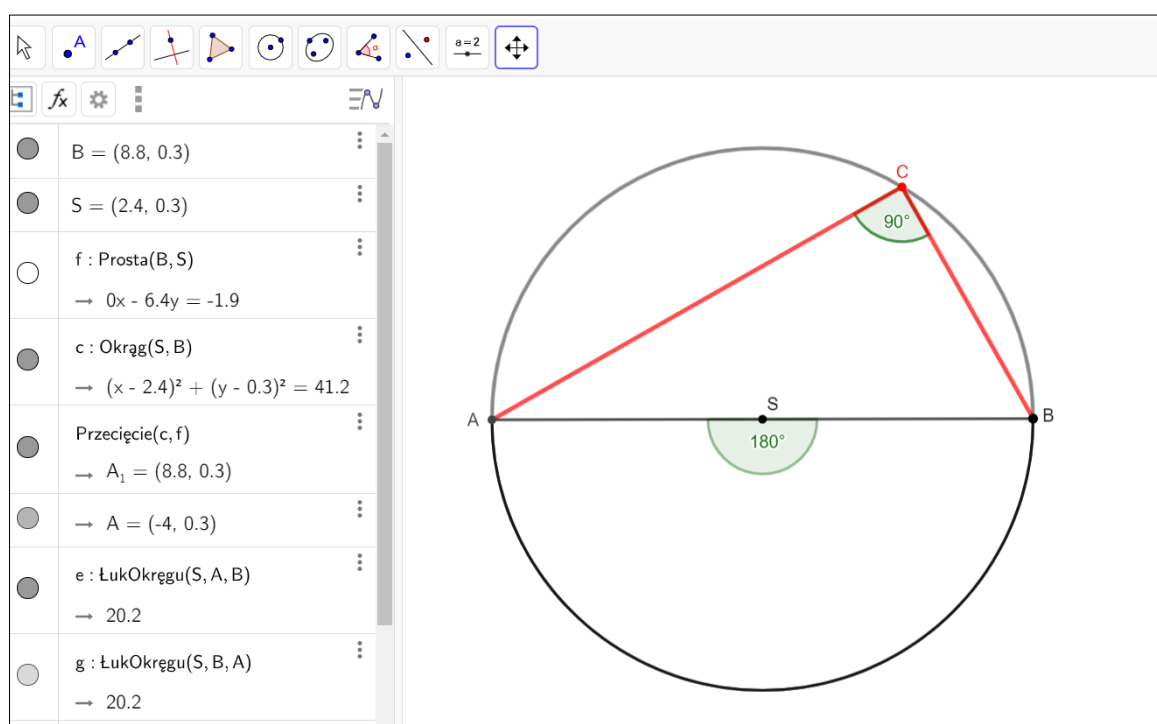 A
α
a=2
fx
B = (8.8, 0.3)
S = (2.4, 0.3)
f : Prosta(B, S)
→ 0x - 6.4y = -1.9
c : Okrąg(S, B)
→ (x - 2.4)² + (y - 0.3)² = 41.2
Przecięcie(c, f)
→ A₁ = (8.8, 0.3)
→ A = (-4, 0.3)
e : ŁukOkręgu(S, A, B)
→ 20.2
g : ŁukOkręgu(S, B, A)
→ 20.2
C
90°
A
S
B
180°